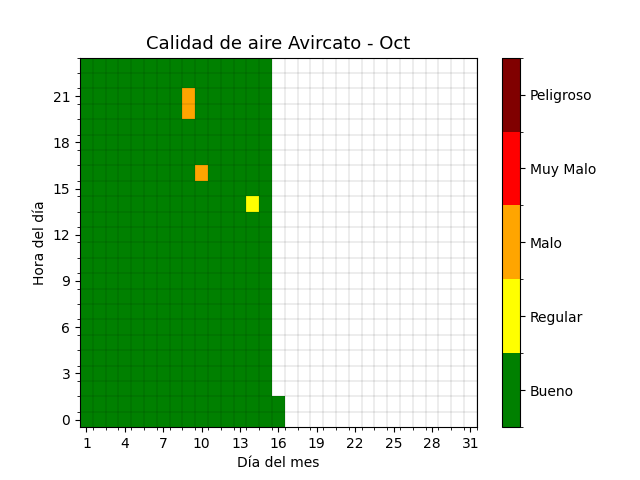 Calidad de aire Avircato - Oct
Hora del día
21
18
15
12
9
6
3
0
1 4 7 10 13 16 19 22 25 28 31
Día del mes
Peligroso
Muy Malo
Malo
Regular
Bueno